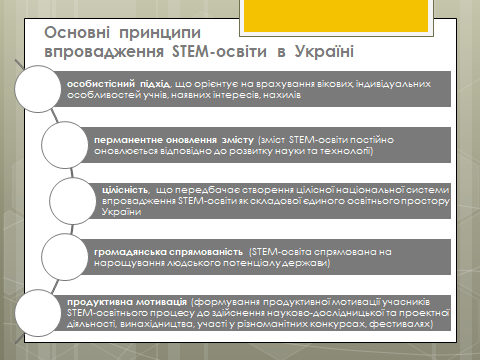 Основні принципи
впровадження STEM-освіти в Україні
особистісний підхід, що орієнтує на врахування вікових, індивідуальних
особливостей учнів, наявних інтересів, нахилів
перманентне оновлення змісту (зміст STEM-освіти постійно
оновлюється відповідно до розвитку науки та технології)
цілісність, що передбачає створення цілісної національної системи
впровадження STEM-освіти як складової єдиного освітнього простору
України
громадянська спрямованість (STEM-освіта спрямована на
нарощування людського потенціалу держави)
продуктивна мотивація (формування продуктивної мотивації учасників
STEM-освітнього процесу до здійснення науково-дослідницької та проектної
діяльності, винахідництва, участі у різноманітних конкурсах, фестивалях)